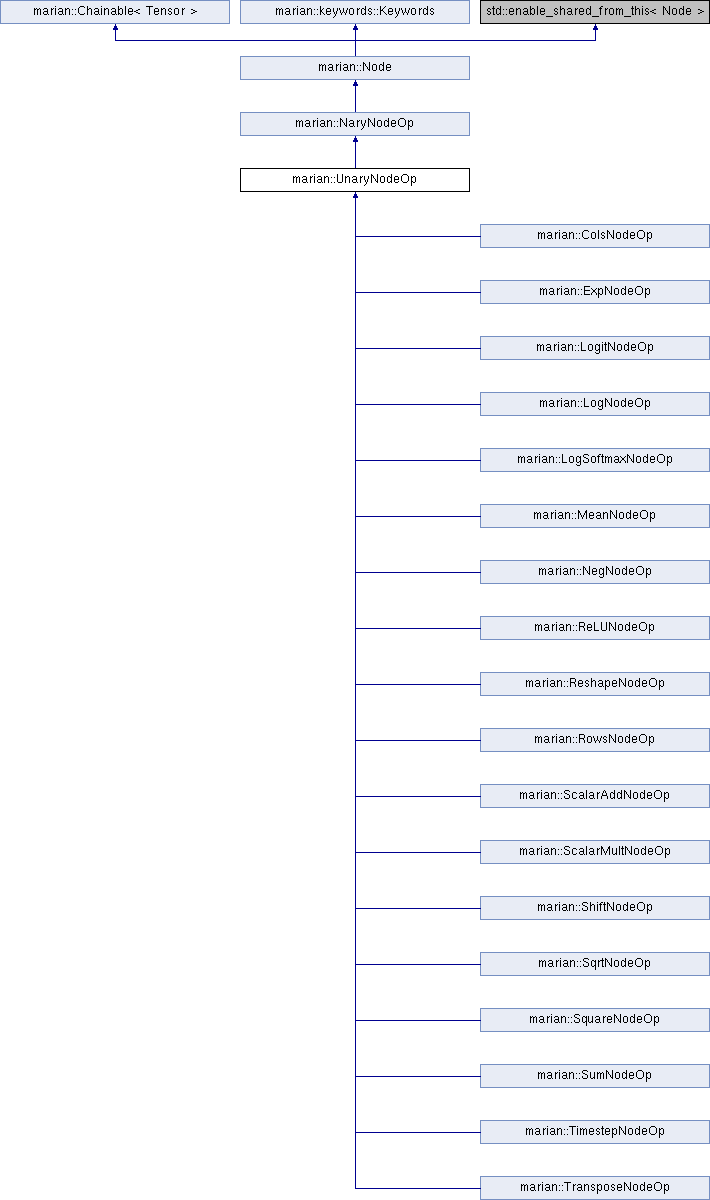 marian::Chainable< Tensor >
marian::keywords::Keywords
std::enable_shared_from_this< Node >
marian::Node
marian::NaryNodeOp
marian::UnaryNodeOp
marian::ColsNodeOp
marian::ExpNodeOp
marian::LogitNodeOp
marian::LogNodeOp
marian::LogSoftmaxNodeOp
marian::MeanNodeOp
marian::NegNodeOp
marian::ReLUNodeOp
marian::ReshapeNodeOp
marian::RowsNodeOp
marian::ScalarAddNodeOp
marian::ScalarMultNodeOp
marian::ShiftNodeOp
marian::SqrtNodeOp
marian::SquareNodeOp
marian::SumNodeOp
marian::TimestepNodeOp
marian::TransposeNodeOp